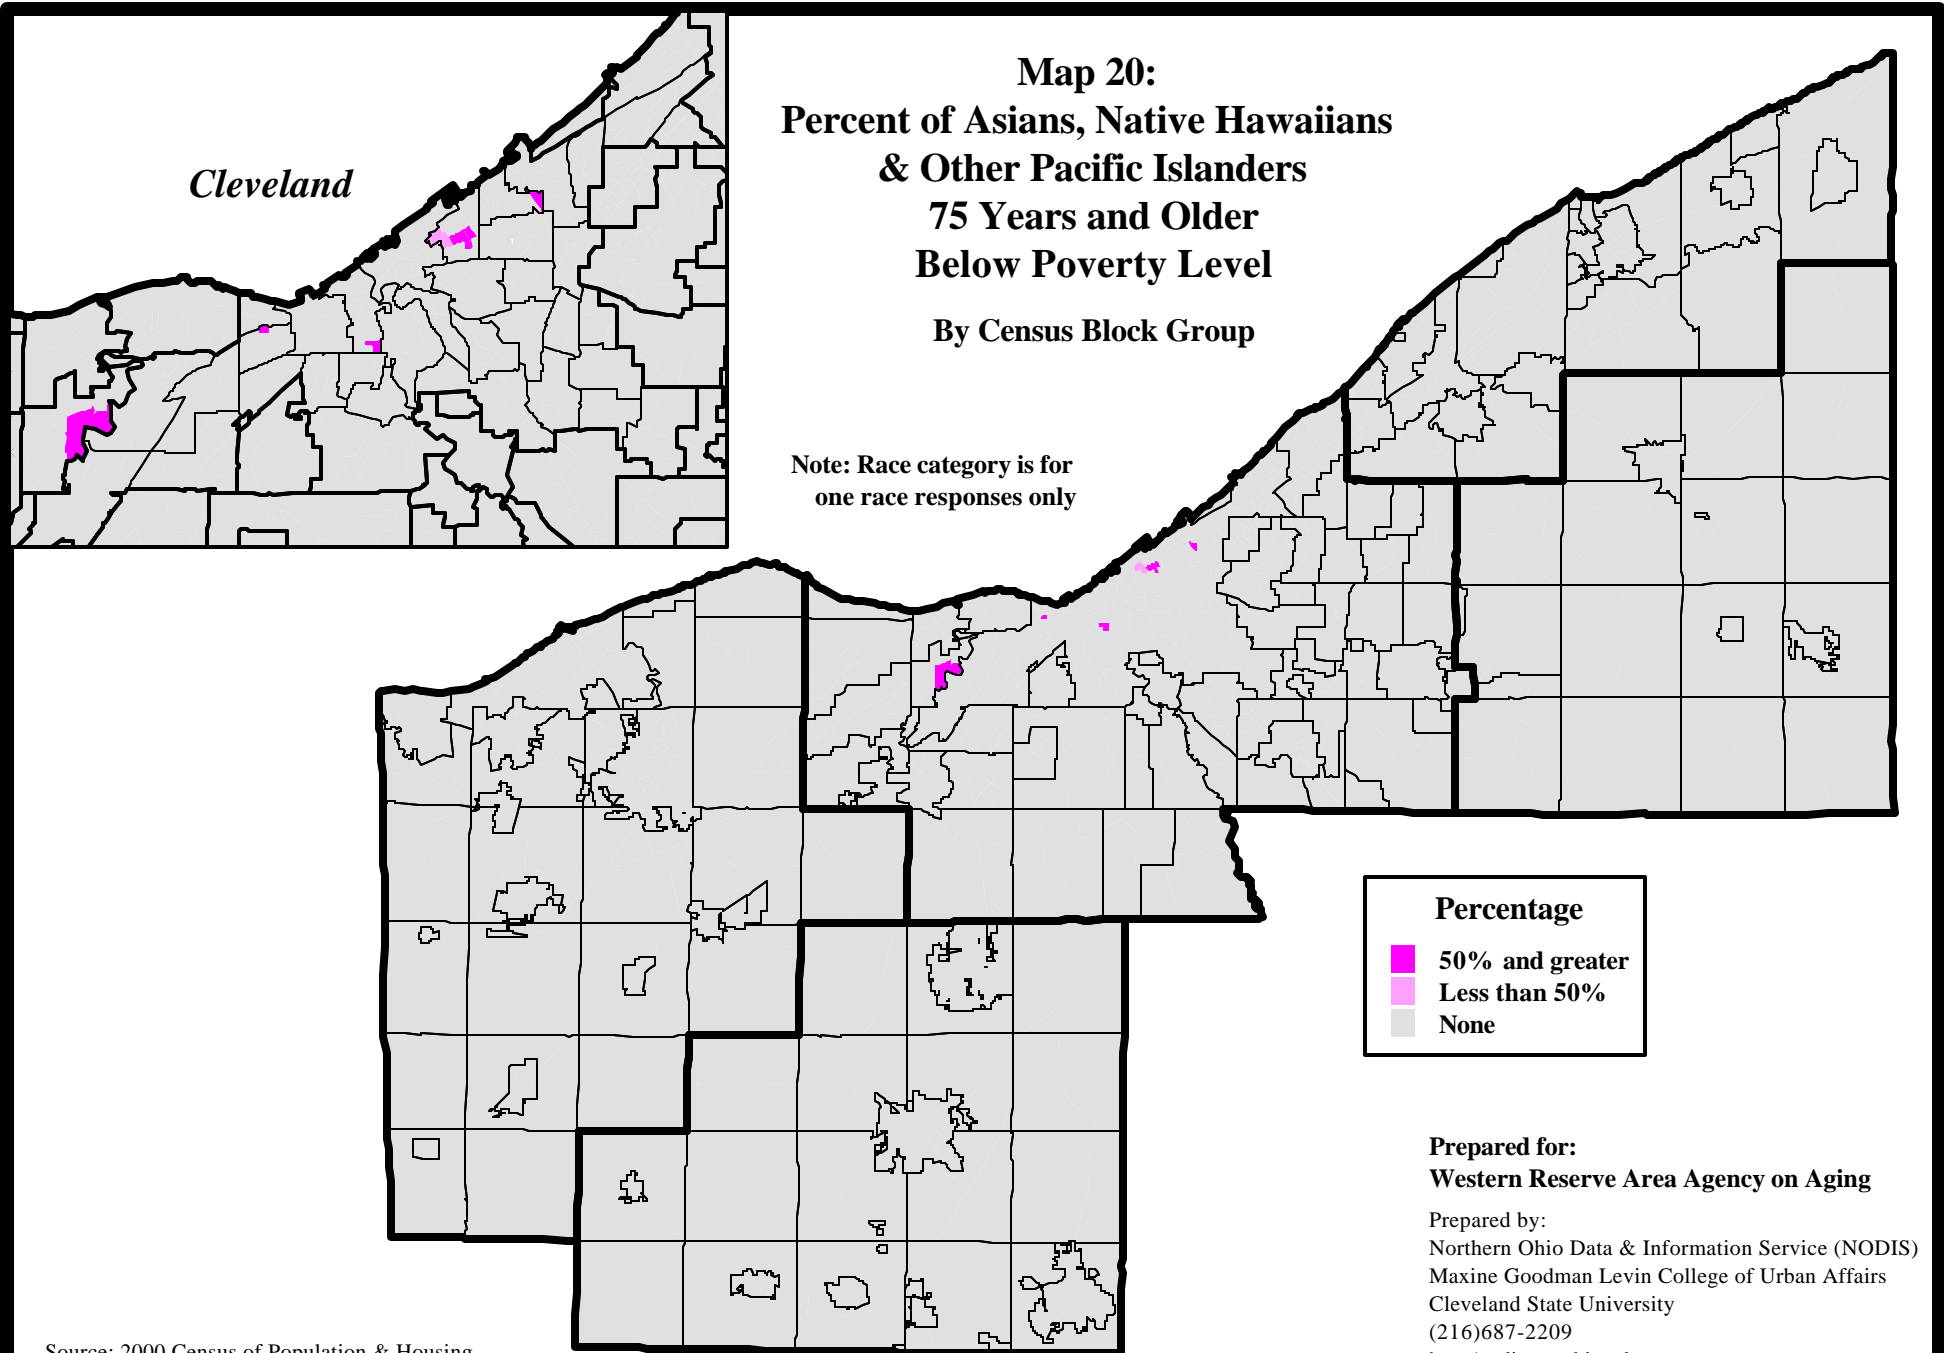 Cleveland
Map 20:
Percent of Asians, Native Hawaiians
& Other Pacific Islanders
75 Years and Older
Below Poverty Level
By Census Block Group
Note: Race category is for
one race responses only
Percentage
50% and greater
Less than 50%
None
Prepared for:
Western Reserve Area Agency on Aging
Prepared by:
Northern Ohio Data & Information Service (NODIS)
Maxine Goodman Levin College of Urban Affairs
Cleveland State University
(216)687-2209
Source: 2000 Census of Population & Housing